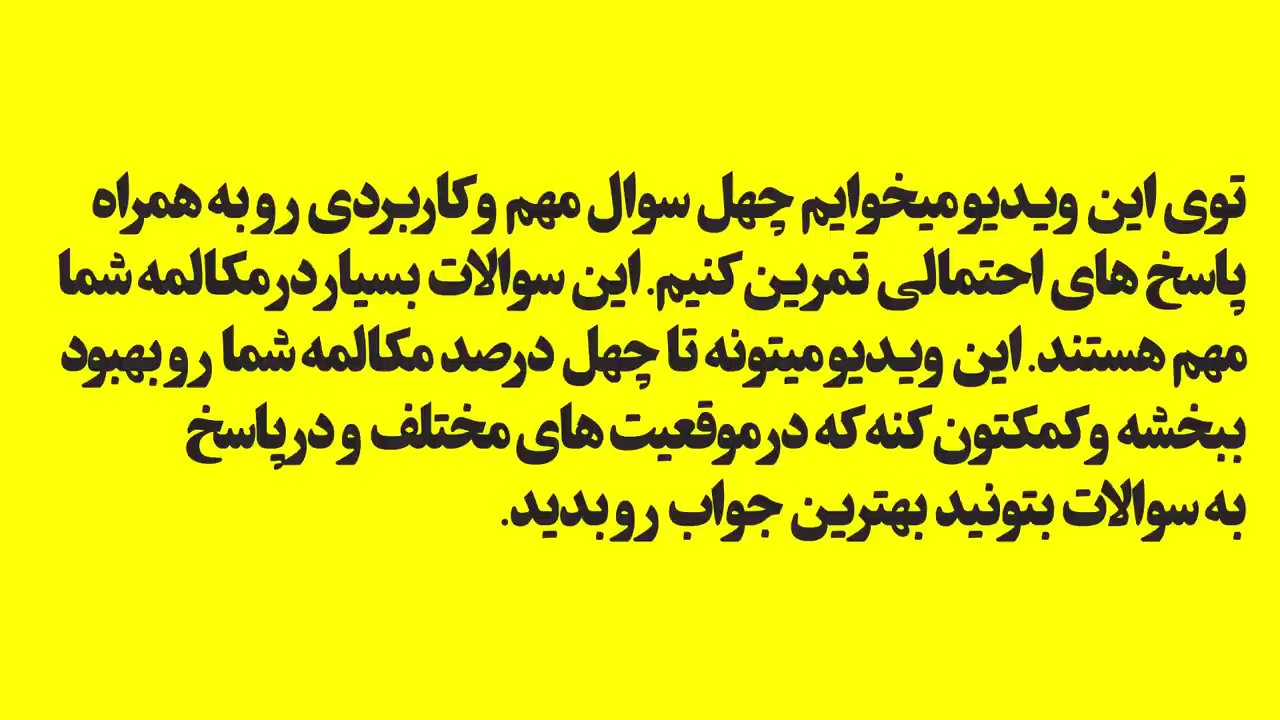 توی این ویدیو میخوایم چهل سوال مهم و کاربردی رو به همراه
پاسخ های احتمالی تمرین کنیم. این سوالات بسیار در مکالمه شما
مهم هستند. این ویدیو میتونه تا چهل درصد مکالمه شما رو بهبود
ببخشه و کمکتون کنه که در موقعیت های مختلف و در پاسخ
به سوالات بتونید بهترین جواب رو بدید.